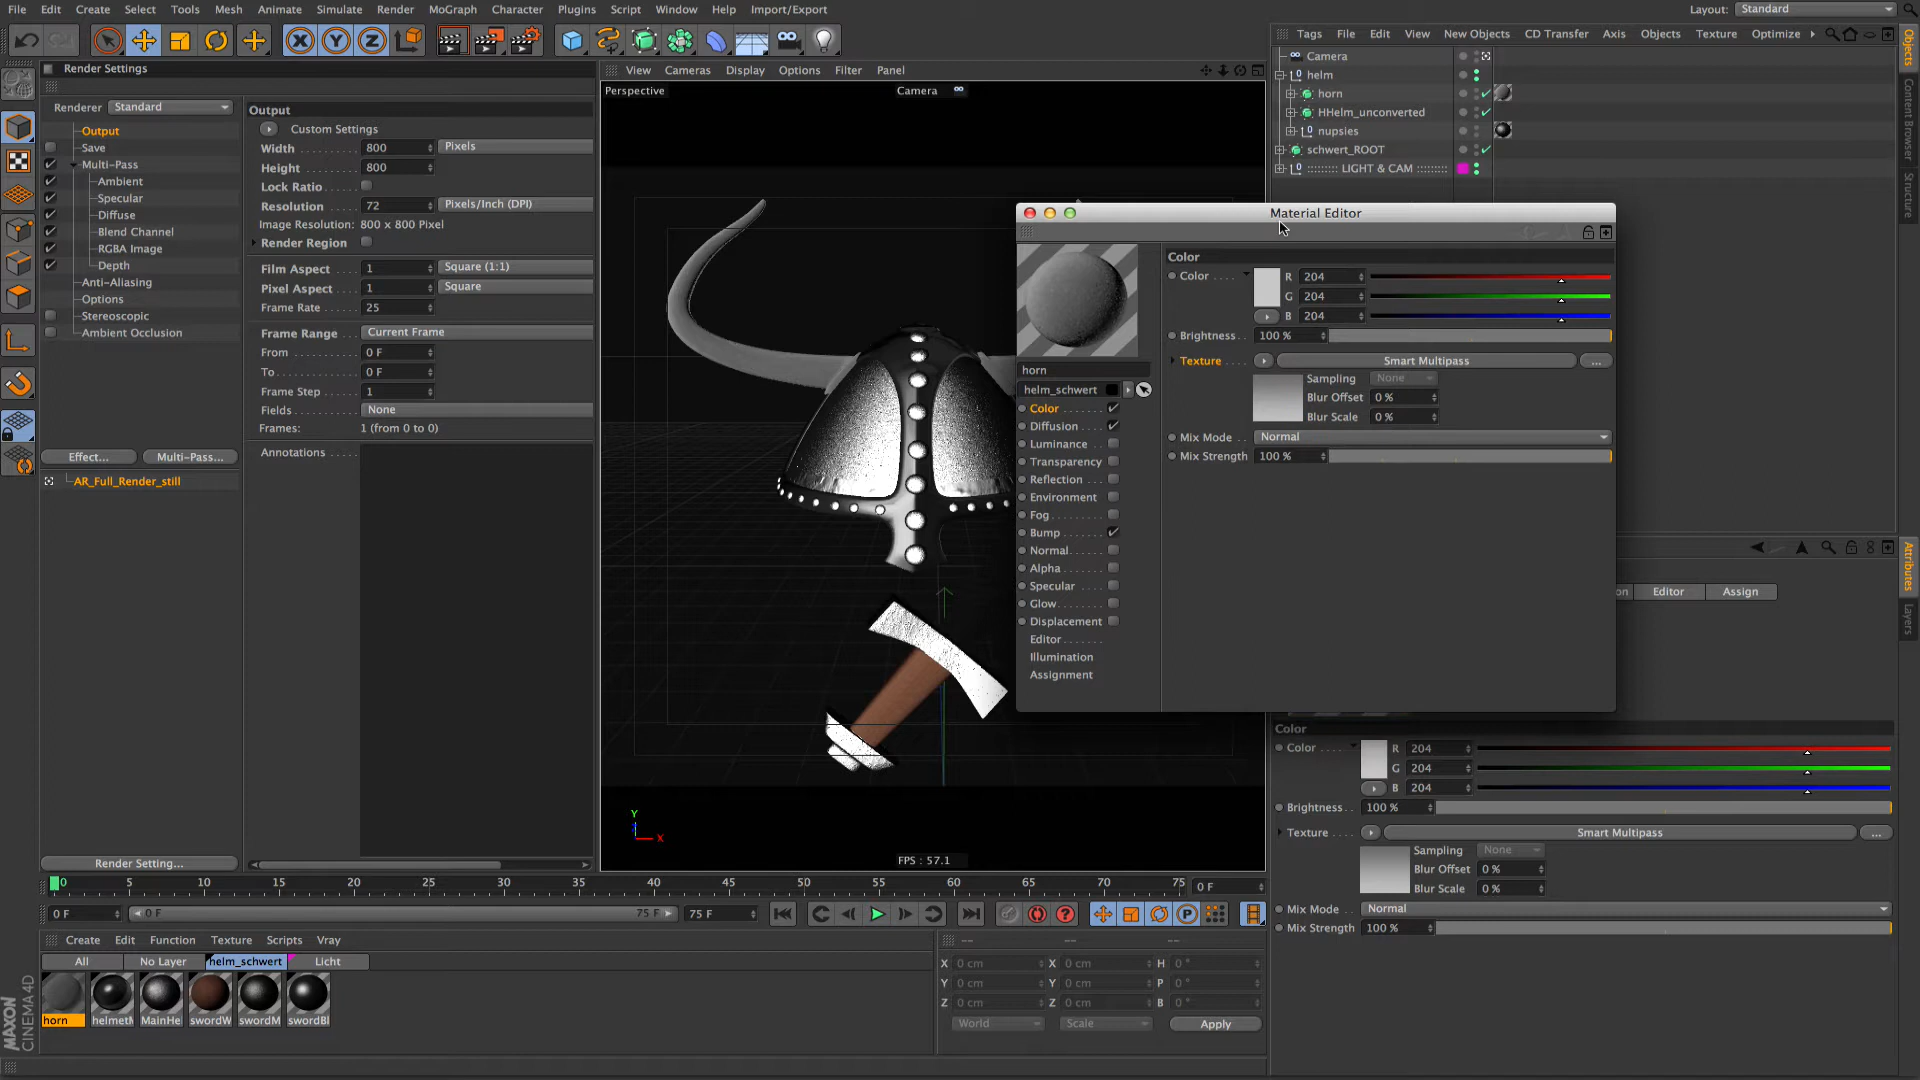 File Edit Create Select Tools Mesh Animate Simulate Render MoGraph Character Plugins Script Window Help Import/Export
Layout: Standard
Render Settings
Renderer Standard
Output
Save
Multi-Pass
Ambient
Specular
Diffuse
Blend Channel
RGBA Image
Depth
Anti-Aliasing
Options
Stereoscopic
Ambient Occlusion
Effect... Multi-Pass...
AR_Full_Render_still
Render Setting...
Output
Custom Settings
Width 800 Pixels
Height 800
Lock Ratio
Resolution 72 Pixels/Inch (DPI)
Image Resolution: 800 x 800 Pixel
Render Region
Film Aspect 1 Square (1:1)
Pixel Aspect 1 Square
Frame Rate 25
Frame Range Current Frame
From 0 F
To 0 F
Frame Step 1
Fields None
Frames: 1 (from 0 to 0)
Annotations
View Cameras Display Options Filter Panel
Perspective Camera
Y
X
FPS : 57.1
Tags File Edit View New Objects CD Transfer Axis Objects Texture Optimize
Camera
helm
horn
HHelm_unconverted
nupsies
schwert_ROOT
:::::::: LIGHT & CAM ::::::::
Objects
Content Browser
Structure
Material Editor
horn
helm_schwert
Color
Diffusion
Luminance
Transparency
Reflection
Environment
Fog
Bump
Normal
Alpha
Specular
Glow
Displacement
Editor
Illumination
Assignment
Color
Color R 204
G 204
B 204
Brightness 100 %
Texture Smart Multipass ...
Sampling None
Blur Offset 0 %
Blur Scale 0 %
Mix Mode Normal
Mix Strength 100 %
Attributes
Layers
Editor Assign
Color
Color R 204
G 204
B 204
Brightness 100 %
Texture Smart Multipass ...
Sampling None
Blur Offset 0 %
Blur Scale 0 %
Mix Mode Normal
Mix Strength 100 %
0 5 10 15 20 25 30 35 40 45 50 55 60 65 70 75 0 F
0 F 0 F 75 F 75 F
Create Edit Function Texture Scripts Vray
All No Layer helm_schwert Licht
horn helmetM MainHe swordW swordM swordBl
-- -- --
X 0 cm X 0 cm H 0 °
Y 0 cm Y 0 cm P 0 °
Z 0 cm Z 0 cm B 0 °
World Scale Apply
MAXON
CINEMA 4D